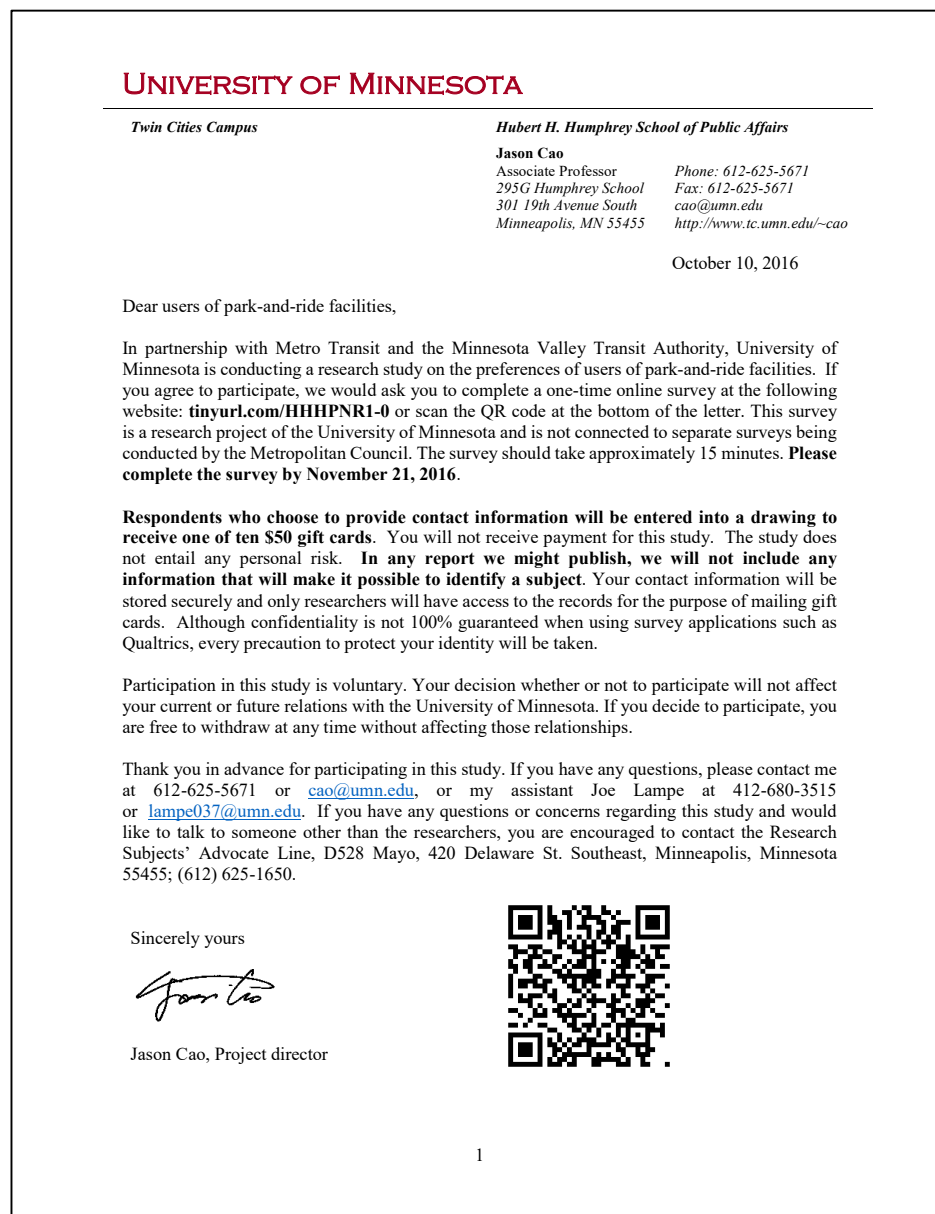 UNIVERSITY OF MINNESOTA
Twin Cities Campus
Hubert H. Humphrey School of Public Affairs
Jason Cao
Associate Professor
295G Humphrey School
301 19th Avenue South
Minneapolis, MN 55455
Phone: 612-625-5671
Fax: 612-625-5671
cao@umn.edu
http://www.tc.umn.edu/~cao
October 10, 2016
Dear users of park-and-ride facilities,
In partnership with Metro Transit and the Minnesota Valley Transit Authority, University of
Minnesota is conducting a research study on the preferences of users of park-and-ride facilities. If
you agree to participate, we would ask you to complete a one-time online survey at the following
website: tinyurl.com/HHHPNR1-0 or scan the QR code at the bottom of the letter. This survey
is a research project of the University of Minnesota and is not connected to separate surveys being
conducted by the Metropolitan Council. The survey should take approximately 15 minutes. Please
complete the survey by November 21, 2016.
Respondents who choose to provide contact information will be entered into a drawing to
receive one of ten $50 gift cards. You will not receive payment for this study. The study does
not entail any personal risk. In any report we might publish, we will not include any
information that will make it possible to identify a subject. Your contact information will be
stored securely and only researchers will have access to the records for the purpose of mailing gift
cards. Although confidentiality is not 100% guaranteed when using survey applications such as
Qualtrics, every precaution to protect your identity will be taken.
Participation in this study is voluntary. Your decision whether or not to participate will not affect
your current or future relations with the University of Minnesota. If you decide to participate, you
are free to withdraw at any time without affecting those relationships.
Thank you in advance for participating in this study. If you have any questions, please contact me
at 612-625-5671 or cao@umn.edu, or my assistant Joe Lampe at 412-680-3515
or lampe037@umn.edu. If you have any questions or concerns regarding this study and would
like to talk to someone other than the researchers, you are encouraged to contact the Research
Subjects’ Advocate Line, D528 Mayo, 420 Delaware St. Southeast, Minneapolis, Minnesota
55455; (612) 625-1650.
Sincerely yours
Jason Cao, Project director
1